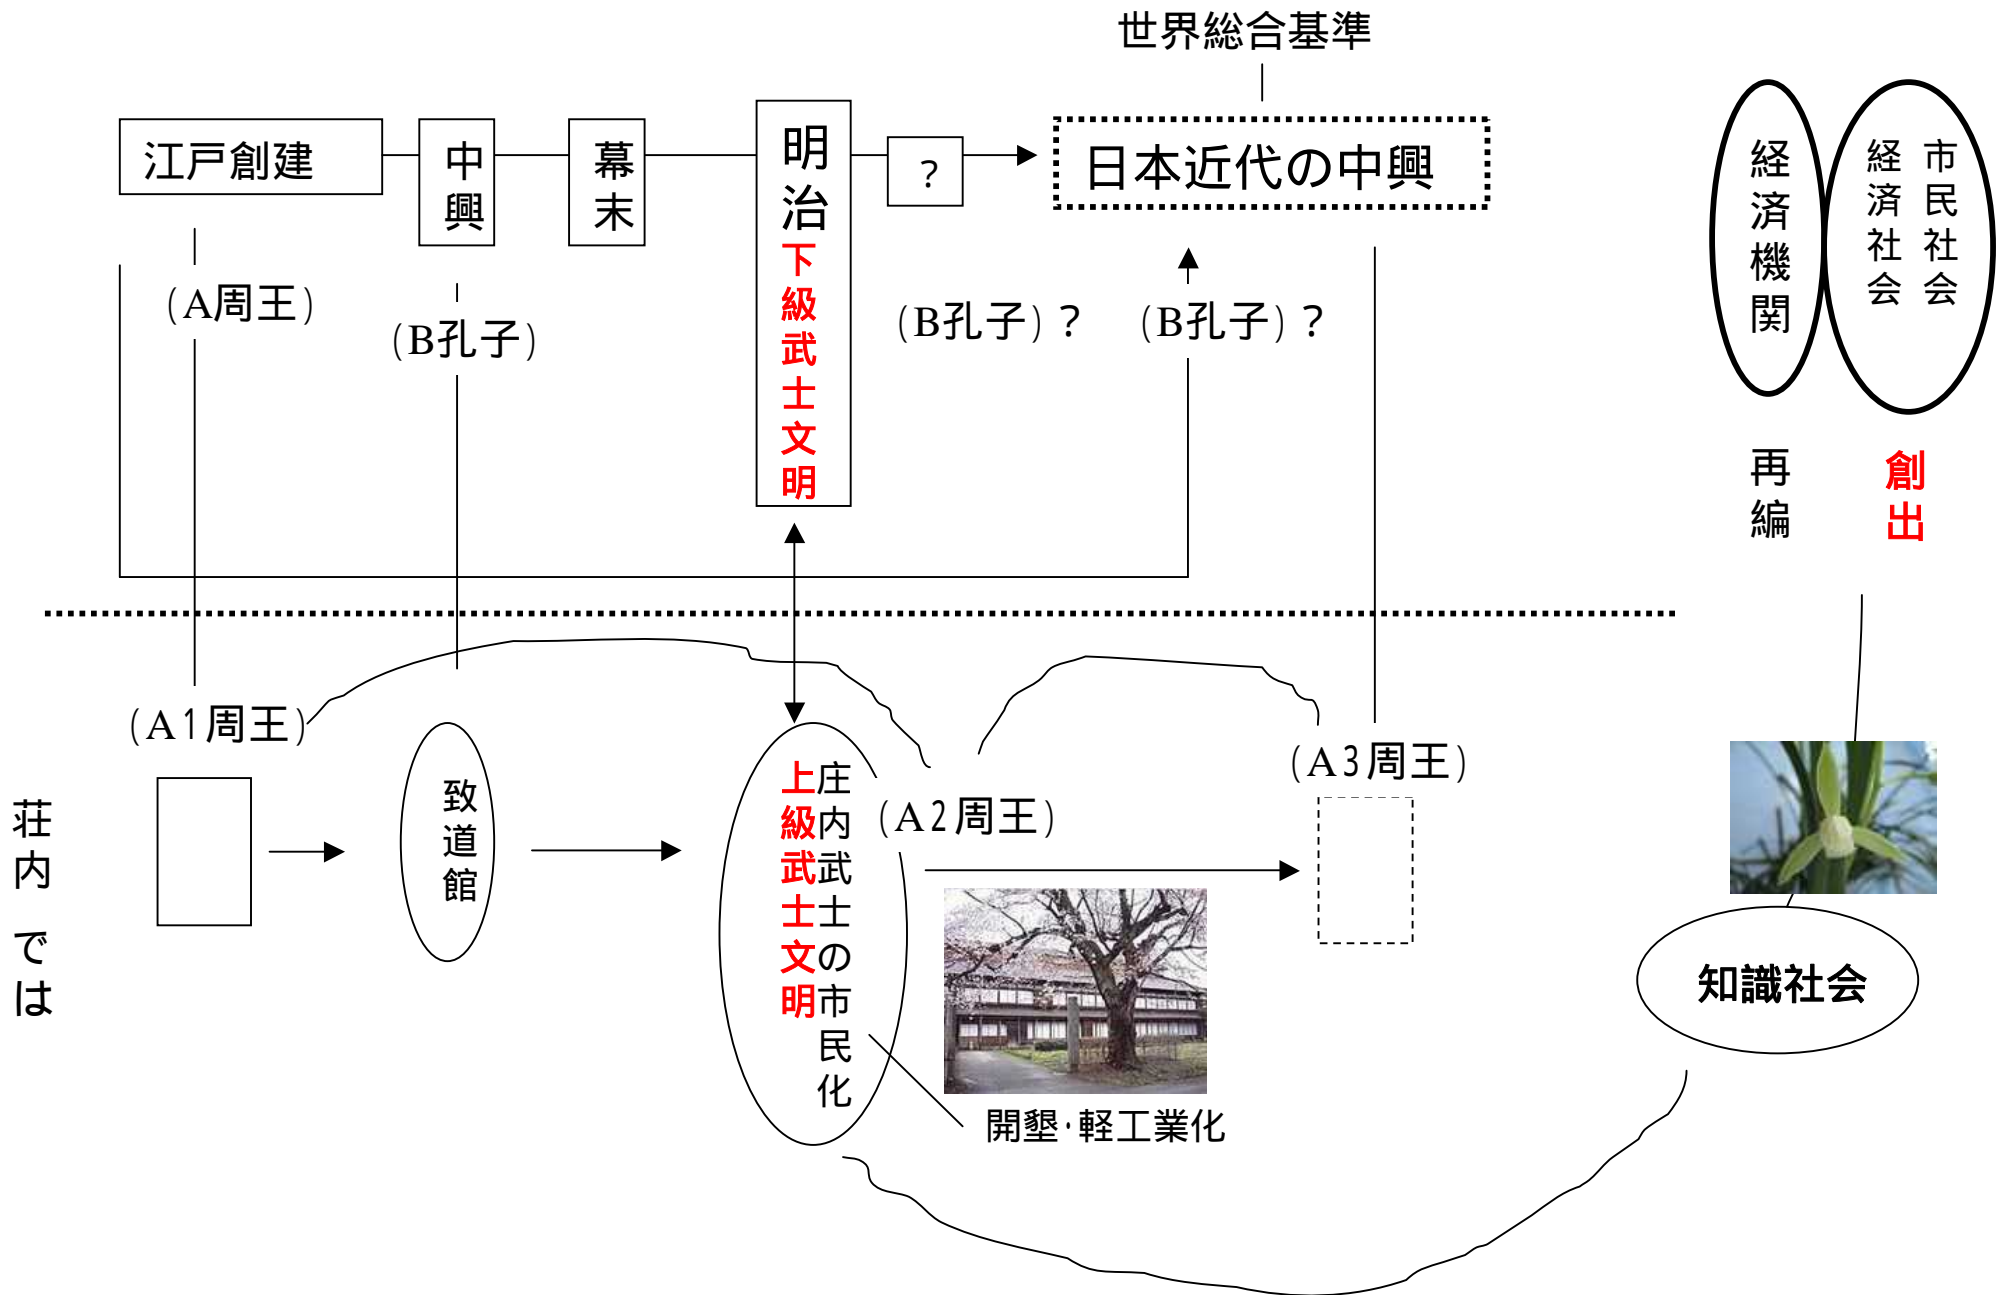 世界総合基準
江戸創建
中興
幕末
明治下級武士文明
?
日本近代の中興
経済機関
市民社会
経済社会
(A周王)
(B孔子)
(B孔子)?
(B孔子)?
再編
創出
荘内では
(A1周王)
致道館
庄内武士の市民化
上級武士文明
(A2周王)
(A3周王)
開墾・軽工業化
知識社会